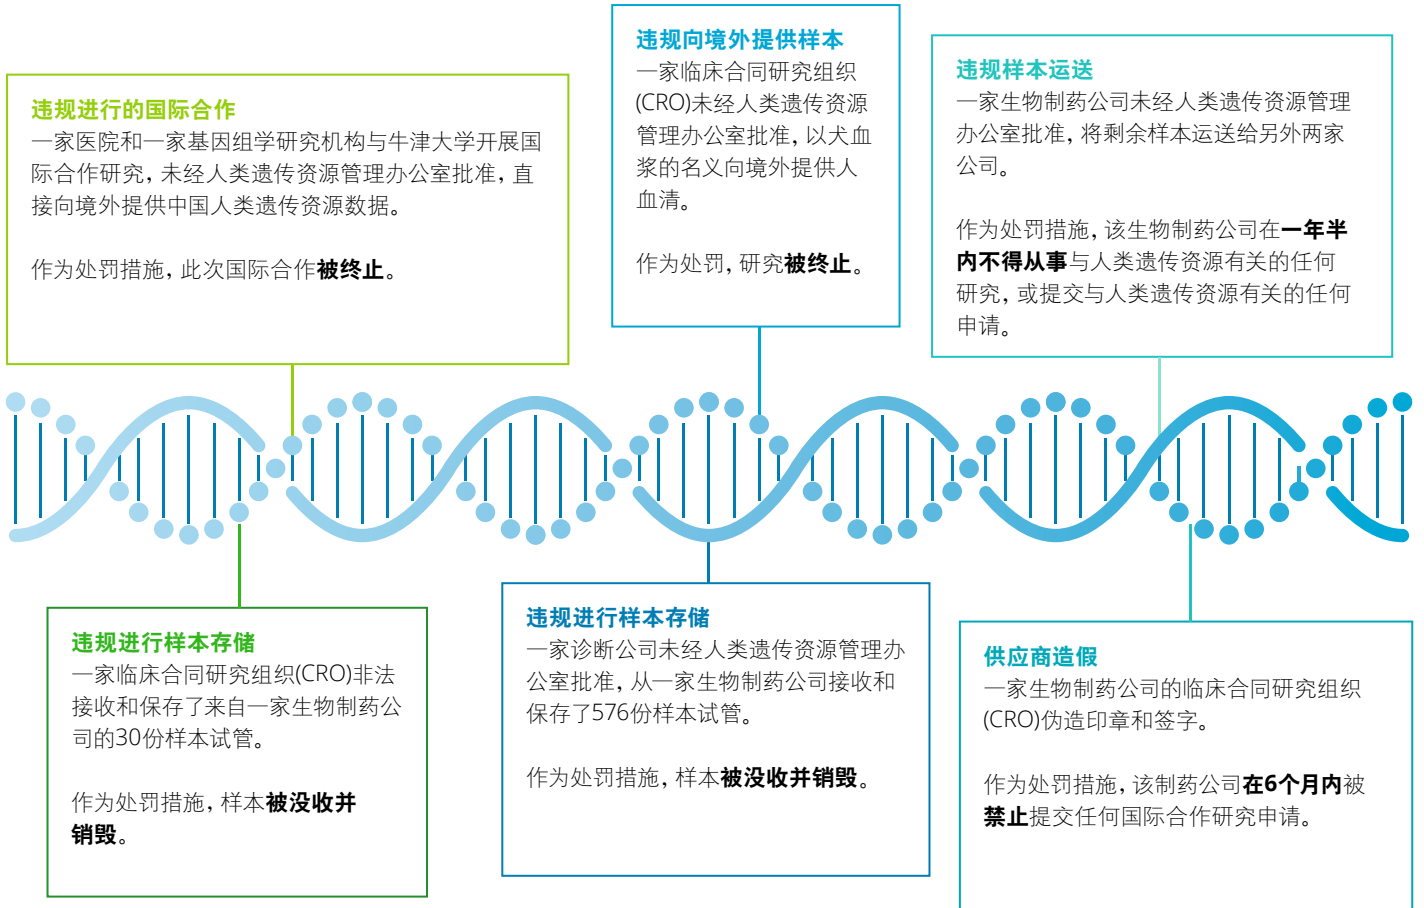 违规进行的国际合作
一家医院和一家基因组学研究机构与牛津大学开展国
际合作研究，未经人类遗传资源管理办公室批准，直
接向境外提供中国人类遗传资源数据。
作为处罚措施，此次国际合作被终止。
违规向境外提供样本
一家临床合同研究组织
(CRO)未经人类遗传资源
管理办公室批准，以犬血
浆的名义向境外提供人
血清。
作为处罚，研究被终止。
违规样本运送
一家生物制药公司未经人类遗传资源管理
办公室批准，将剩余样本运送给另外两家
公司。
作为处罚措施，该生物制药公司在一年半
内不得从事与人类遗传资源有关的任何
研究，或提交与人类遗传资源有关的任何
申请。
违规进行样本存储
一家临床合同研究组织(CRO)非法
接收和保存了来自一家生物制药公
司的30份样本试管。
作为处罚措施，样本被没收并
销毁。
违规进行样本存储
一家诊断公司未经人类遗传资源管理办
公室批准，从一家生物制药公司接收和
保存了576份样本试管。
作为处罚措施，样本被没收并销毁。
供应商造假
一家生物制药公司的临床合同研究组织
(CRO)伪造印章和签字。
作为处罚措施，该制药公司在6个月内被
禁止提交任何国际合作研究申请。